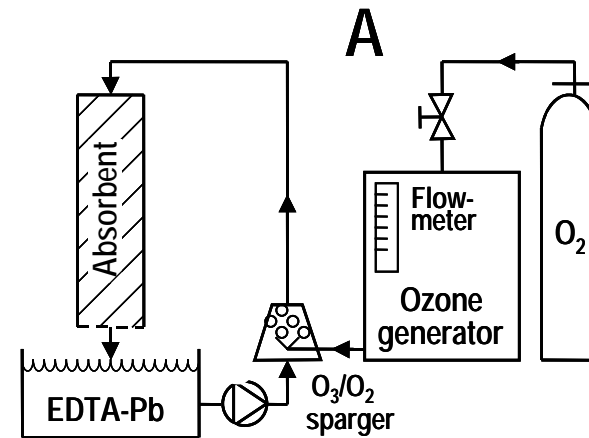 A
Absorbent
Flow-
meter
O₂
Ozone
generator
O₃/O₂
sparger
EDTA-Pb